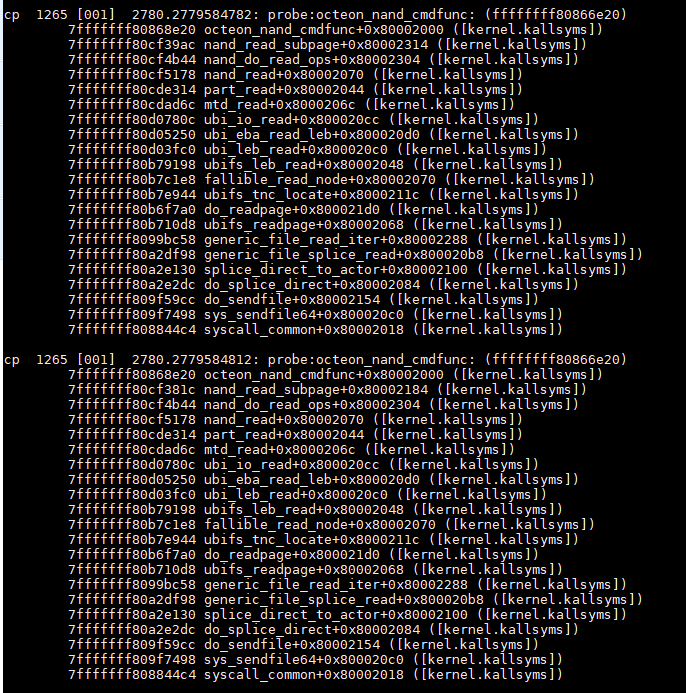 cp  1265 [001]  2780.2779584782: probe:octeon_nand_cmdfunc: (ffffffff80866e20)
7fffffff80868e20 octeon_nand_cmdfunc+0x80002000 ([kernel.kallsyms])
7fffffff80cf39ac nand_read_subpage+0x80002314 ([kernel.kallsyms])
7fffffff80cf4b44 nand_do_read_ops+0x80002304 ([kernel.kallsyms])
7fffffff80cf5178 nand_read+0x80002070 ([kernel.kallsyms])
7fffffff80cde314 part_read+0x80002044 ([kernel.kallsyms])
7fffffff80cdad6c mtd_read+0x8000206c ([kernel.kallsyms])
7fffffff80d0780c ubi_io_read+0x800020cc ([kernel.kallsyms])
7fffffff80d05250 ubi_eba_read_leb+0x800020d0 ([kernel.kallsyms])
7fffffff80d03fc0 ubi_leb_read+0x800020c0 ([kernel.kallsyms])
7fffffff80b79198 ubifs_leb_read+0x80002048 ([kernel.kallsyms])
7fffffff80b7c1e8 fallible_read_node+0x80002070 ([kernel.kallsyms])
7fffffff80b7e944 ubifs_tnc_locate+0x8000211c ([kernel.kallsyms])
7fffffff80b6f7a0 do_readpage+0x800021d0 ([kernel.kallsyms])
7fffffff80b710d8 ubifs_readpage+0x80002068 ([kernel.kallsyms])
7fffffff8099bc58 generic_file_read_iter+0x80002288 ([kernel.kallsyms])
7fffffff80a2df98 generic_file_splice_read+0x800020b8 ([kernel.kallsyms])
7fffffff80a2e130 splice_direct_to_actor+0x80002100 ([kernel.kallsyms])
7fffffff80a2e2dc do_splice_direct+0x80002084 ([kernel.kallsyms])
7fffffff809f59cc do_sendfile+0x80002154 ([kernel.kallsyms])
7fffffff809f7498 sys_sendfile64+0x800020c0 ([kernel.kallsyms])
7fffffff808844c4 syscall_common+0x80002018 ([kernel.kallsyms])
cp  1265 [001]  2780.2779584812: probe:octeon_nand_cmdfunc: (ffffffff80866e20)
7fffffff80868e20 octeon_nand_cmdfunc+0x80002000 ([kernel.kallsyms])
7fffffff80cf381c nand_read_subpage+0x80002184 ([kernel.kallsyms])
7fffffff80cf4b44 nand_do_read_ops+0x80002304 ([kernel.kallsyms])
7fffffff80cf5178 nand_read+0x80002070 ([kernel.kallsyms])
7fffffff80cde314 part_read+0x80002044 ([kernel.kallsyms])
7fffffff80cdad6c mtd_read+0x8000206c ([kernel.kallsyms])
7fffffff80d0780c ubi_io_read+0x800020cc ([kernel.kallsyms])
7fffffff80d05250 ubi_eba_read_leb+0x800020d0 ([kernel.kallsyms])
7fffffff80d03fc0 ubi_leb_read+0x800020c0 ([kernel.kallsyms])
7fffffff80b79198 ubifs_leb_read+0x80002048 ([kernel.kallsyms])
7fffffff80b7c1e8 fallible_read_node+0x80002070 ([kernel.kallsyms])
7fffffff80b7e944 ubifs_tnc_locate+0x8000211c ([kernel.kallsyms])
7fffffff80b6f7a0 do_readpage+0x800021d0 ([kernel.kallsyms])
7fffffff80b710d8 ubifs_readpage+0x80002068 ([kernel.kallsyms])
7fffffff8099bc58 generic_file_read_iter+0x80002288 ([kernel.kallsyms])
7fffffff80a2df98 generic_file_splice_read+0x800020b8 ([kernel.kallsyms])
7fffffff80a2e130 splice_direct_to_actor+0x80002100 ([kernel.kallsyms])
7fffffff80a2e2dc do_splice_direct+0x80002084 ([kernel.kallsyms])
7fffffff809f59cc do_sendfile+0x80002154 ([kernel.kallsyms])
7fffffff809f7498 sys_sendfile64+0x800020c0 ([kernel.kallsyms])
7fffffff808844c4 syscall_common+0x80002018 ([kernel.kallsyms])